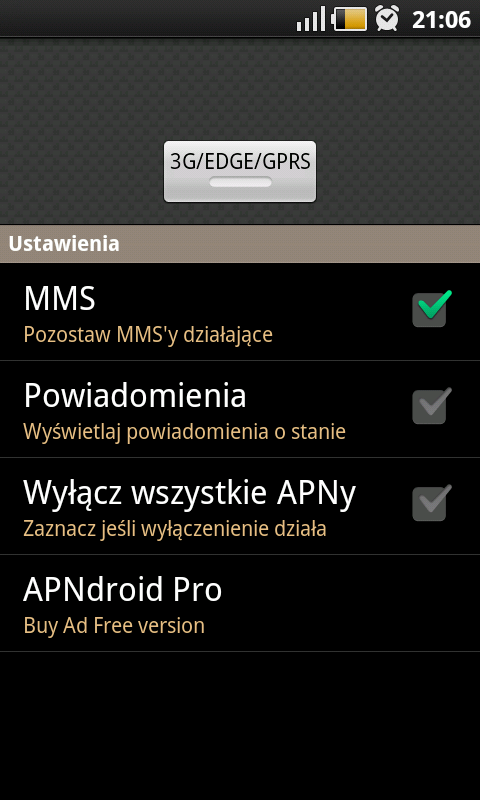 21:06
3G/EDGE/GPRS
Ustawienia
MMS
Pozostaw MMS'y działające
Powiadomienia
Wyświetlaj powiadomienia o stanie
Wyłącz wszystkie APNy
Zaznacz jeśli wyłączenienie działa
APNdroid Pro
Buy Ad Free version